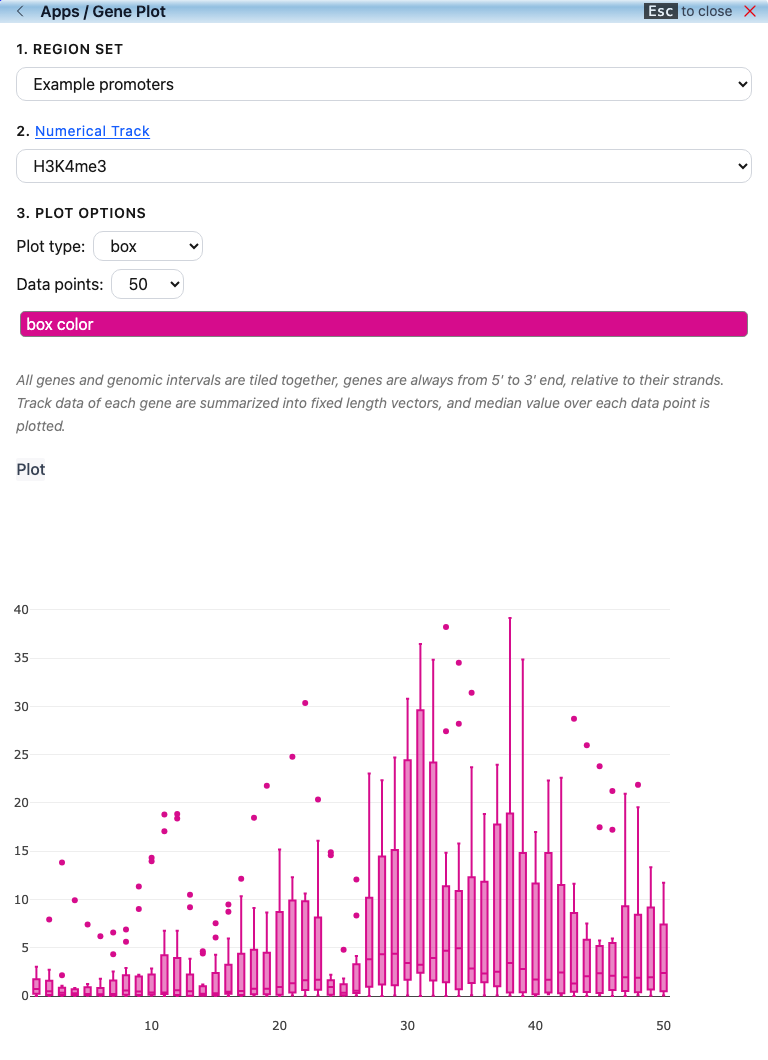 Apps / Gene Plot
Esc to close
1. REGION SET
Example promoters
2. Numerical Track
H3K4me3
3. PLOT OPTIONS
Plot type: box
Data points: 50
box color
All genes and genomic intervals are tiled together, genes are always from 5' to 3' end, relative to their strands.
Track data of each gene are summarized into fixed length vectors, and median value over each data point is
plotted.
Plot
40
35
30
25
20
15
10
5
0
10 20 30 40 50